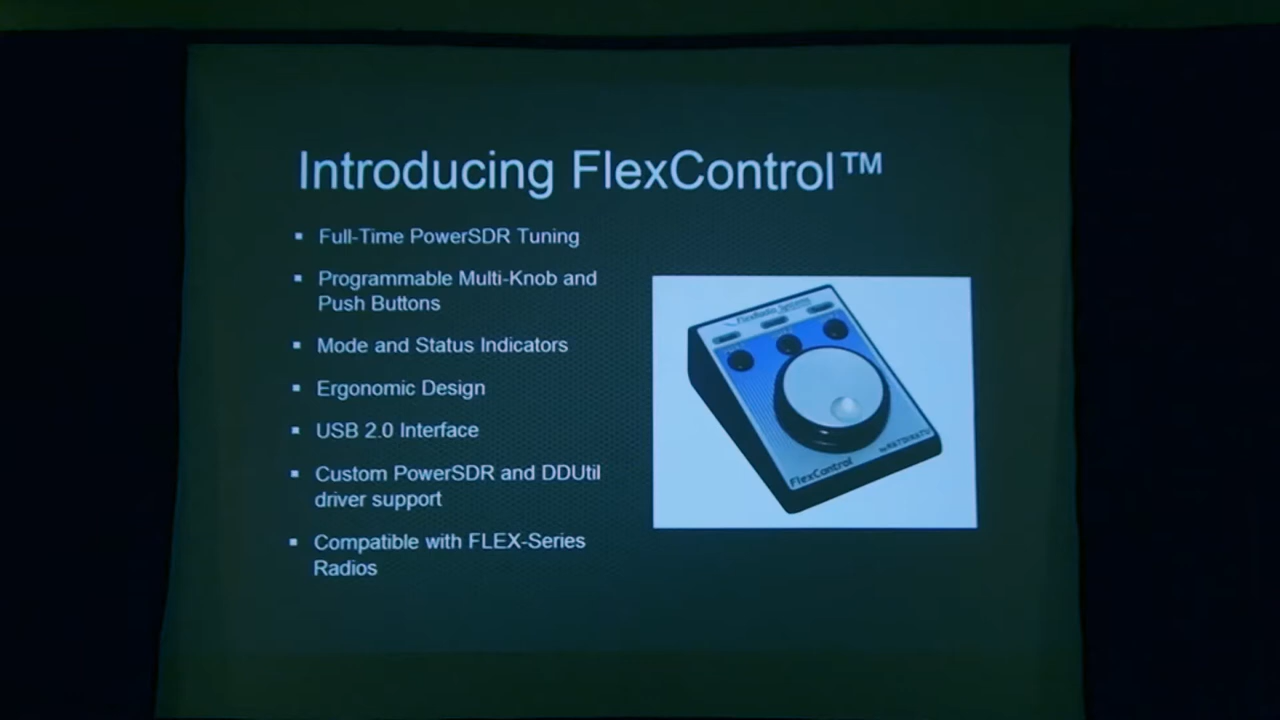 Introducing FlexControl™
▪ Full-Time PowerSDR Tuning
▪ Programmable Multi-Knob and
Push Buttons
▪ Mode and Status Indicators
▪ Ergonomic Design
▪ USB 2.0 Interface
▪ Custom PowerSDR and DDUtil
driver support
▪ Compatible with FLEX-Series
Radios
FlexRadio Systems
FlexControl